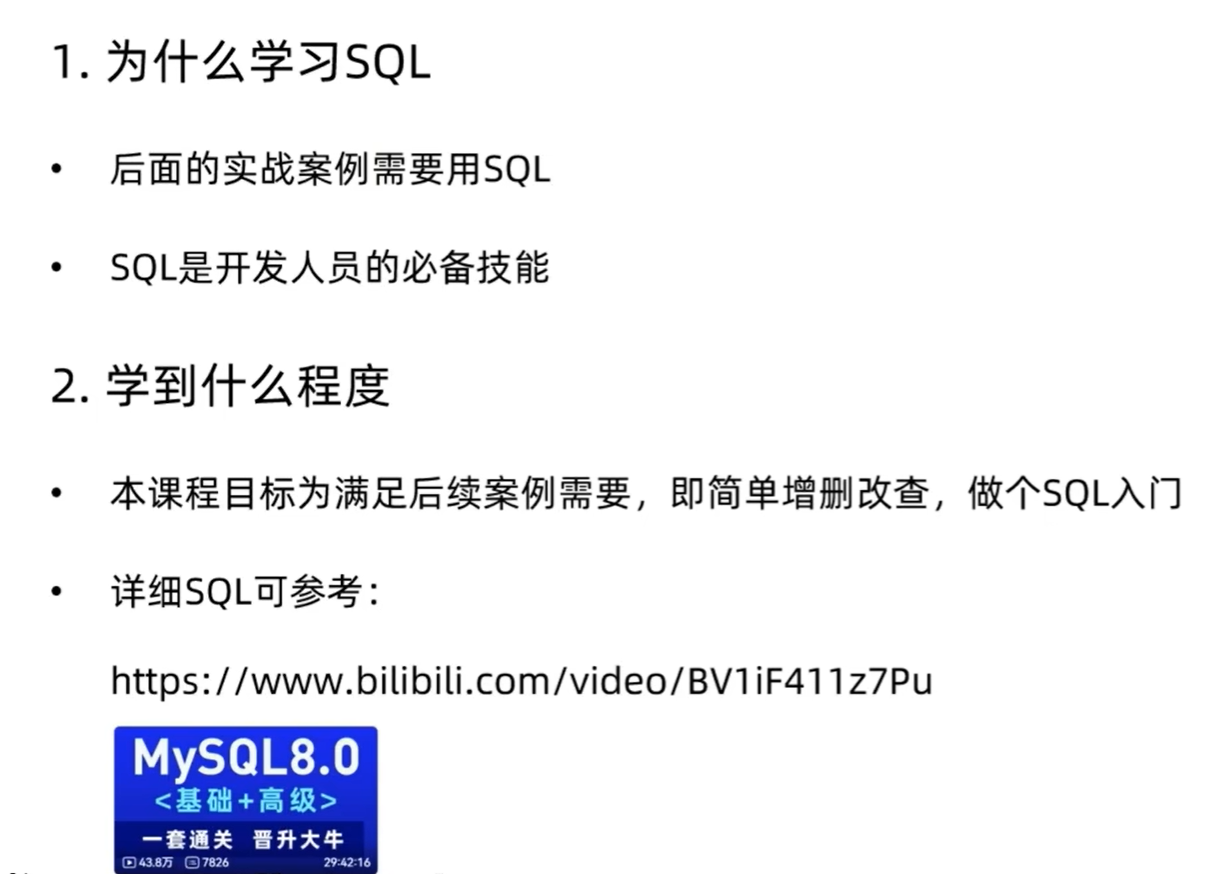 1. 为什么学习SQL
• 后面的实战案例需要用SQL
• SQL是开发人员的必备技能
2. 学到什么程度
• 本课程目标为满足后续案例需要，即简单增删改查，做个SQL入门
• 详细SQL可参考：
https://www.bilibili.com/video/BV1iF411z7Pu
MySQL8.0
<基础+高级>
一套通关 晋升大牛
43.8万 7826 29:42:16